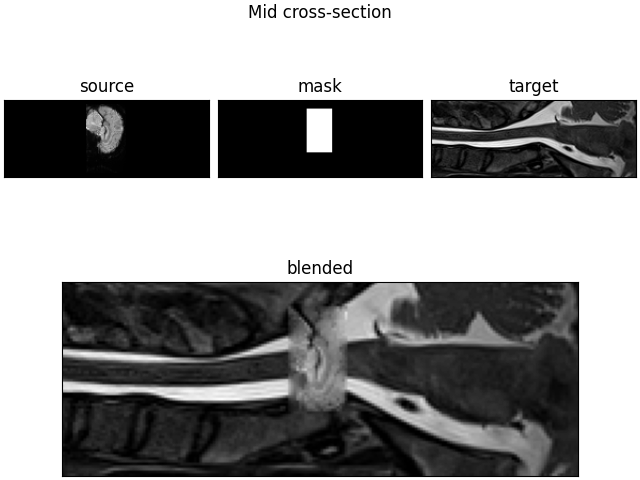 Mid cross-section
source
mask
target
blended